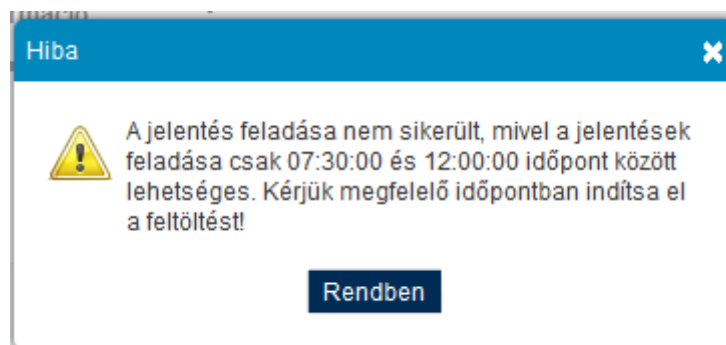 Hiba
A jelentés feladása nem sikerült, mivel a jelentések
feladása csak 07:30:00 és 12:00:00 időpont között
lehetséges. Kérjük megfelelő időpontban indítsa el
a feltöltést!
Rendben